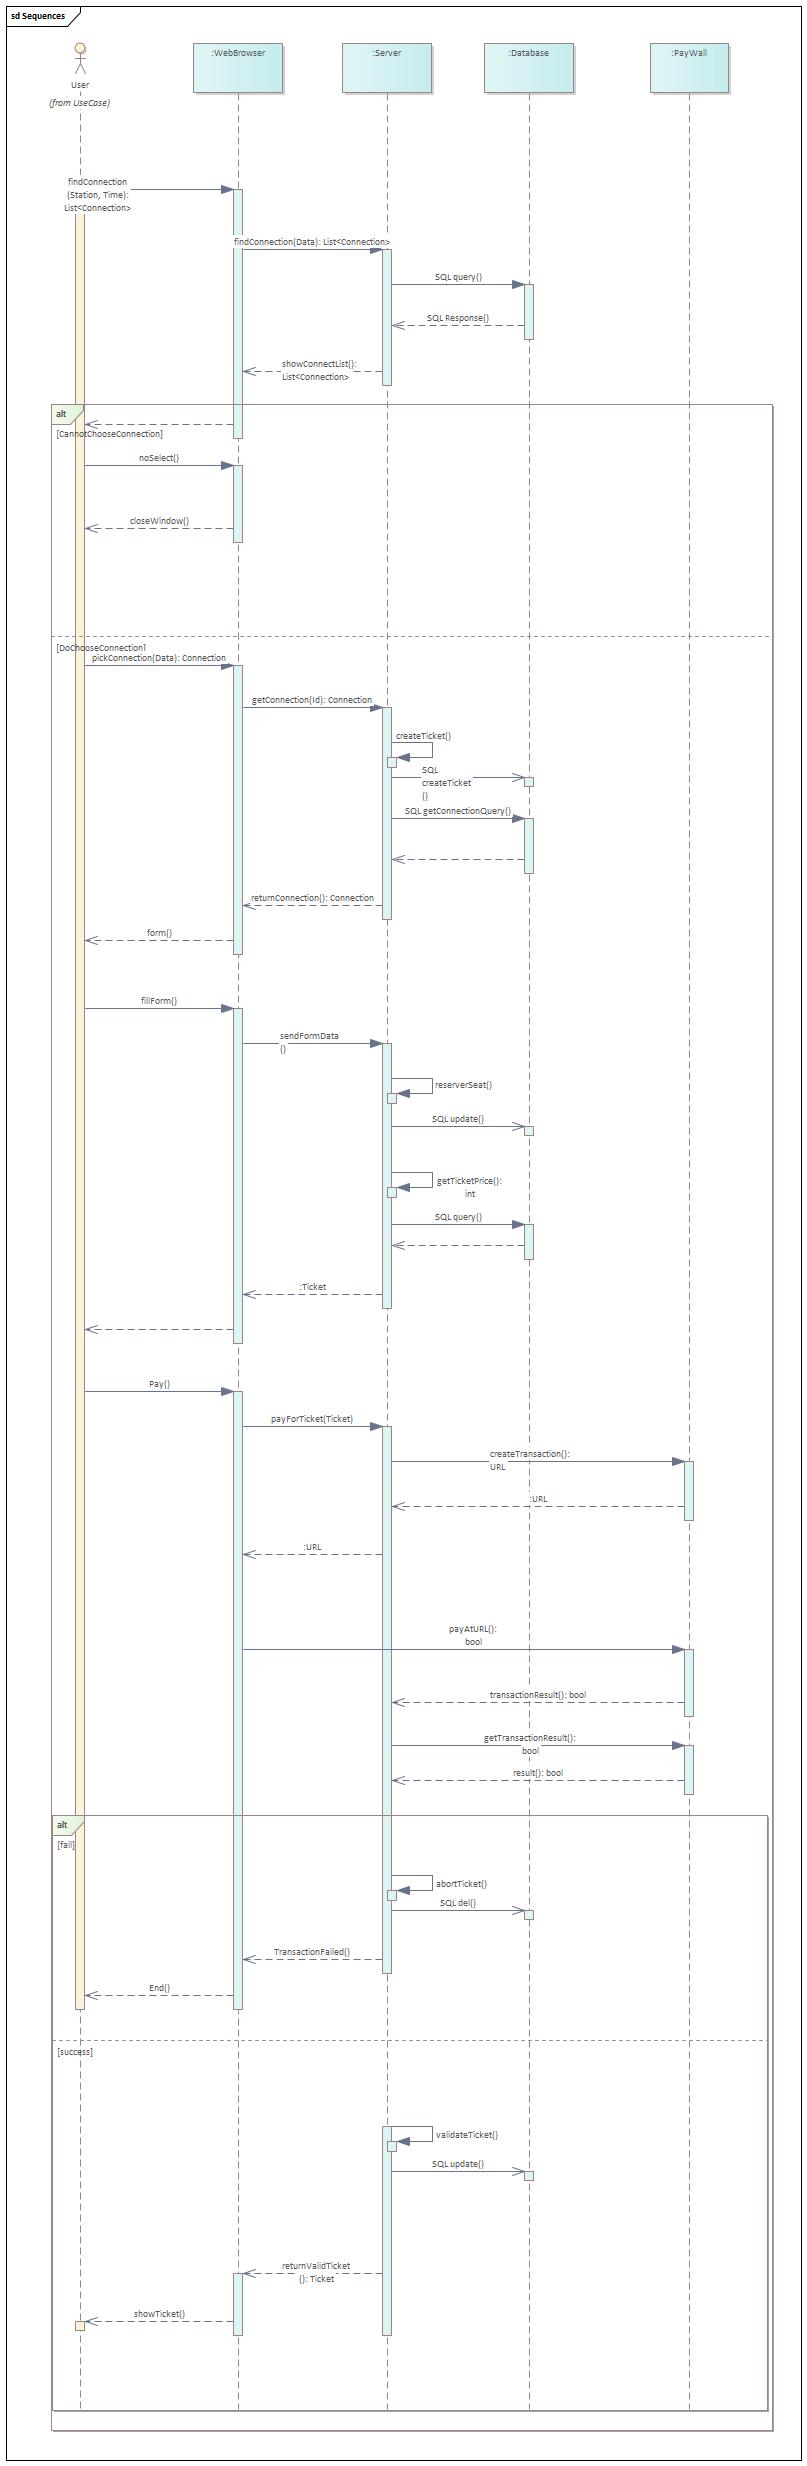 sd Sequences
:WebBrowser
:Server
:Database
:PayWall
User
(from UseCase)
findConnection
(Station, Time):
List<Connection>
findConnection(Data): List<Connection>
SQL query()
SQL Response()
showConnectList():
List<Connection>
alt
[CannotChooseConnection]
noSelect()
closeWindow()
[DoChooseConnection]
pickConnection(Data): Connection
getConnection(Id): Connection
createTicket()
SQL
createTicket
()
SQL getConnectionQuery()
returnConnection(): Connection
form()
fillForm()
sendFormData
()
reserverSeat()
SQL update()
getTicketPrice():
int
SQL query()
:Ticket
Pay()
payForTicket(Ticket)
createTransaction():
URL
:URL
:URL
payAtURL():
bool
transactionResult(): bool
getTransactionResult():
bool
result(): bool
alt
[fail]
abortTicket()
SQL del()
TransactionFailed()
End()
[success]
validateTicket()
SQL update()
returnValidTicket
(): Ticket
showTicket()